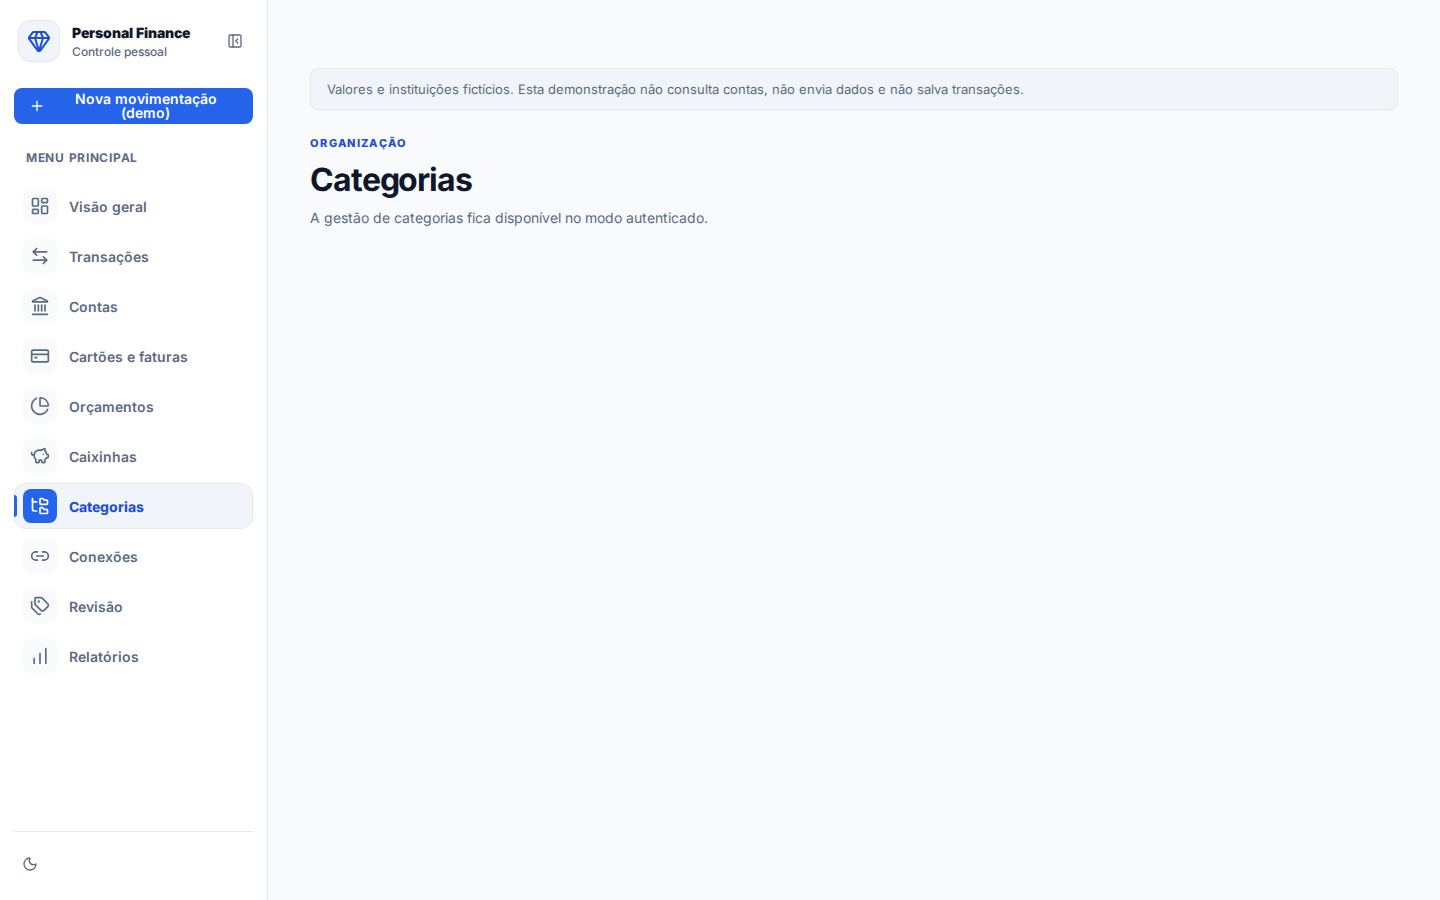 Personal Finance
Controle pessoal
Nova movimentação
(demo)
MENU PRINCIPAL
Visão geral
Transações
Contas
Cartões e faturas
Orçamentos
Caixinhas
Categorias
Conexões
Revisão
Relatórios
Valores e instituições fictícios. Esta demonstração não consulta contas, não envia dados e não salva transações.
ORGANIZAÇÃO
Categorias
A gestão de categorias fica disponível no modo autenticado.